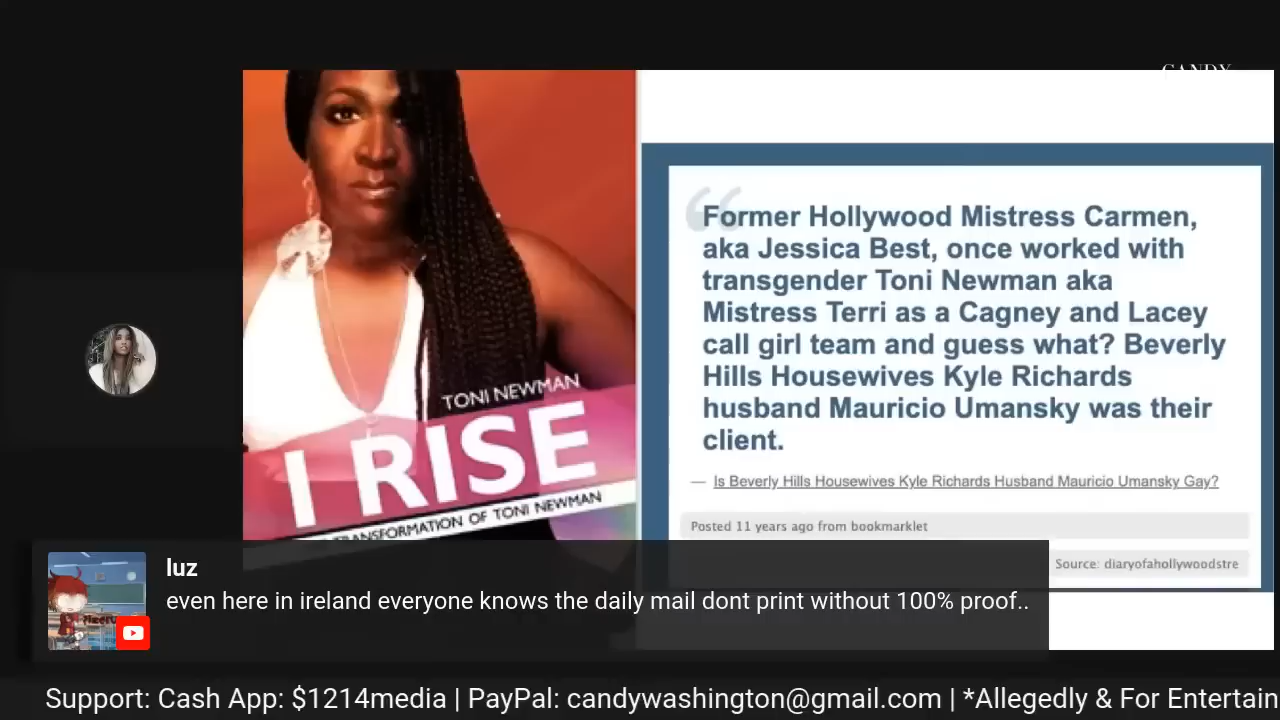 CANDY
TONI NEWMAN
I RISE
TRANSFORMATION OF TONI NEWMAN
“
Former Hollywood Mistress Carmen,
aka Jessica Best, once worked with
transgender Toni Newman aka
Mistress Terri as a Cagney and Lacey
call girl team and guess what? Beverly
Hills Housewives Kyle Richards
husband Mauricio Umansky was their
client.
— Is Beverly Hills Housewives Kyle Richards Husband Mauricio Umansky Gay?
Posted 11 years ago from bookmarklet
Source: diaryofahollywoodstre
luz
even here in ireland everyone knows the daily mail dont print without 100% proof..
Support: Cash App: $1214media | PayPal: candywashington@gmail.com | *Allegedly & For Entertain